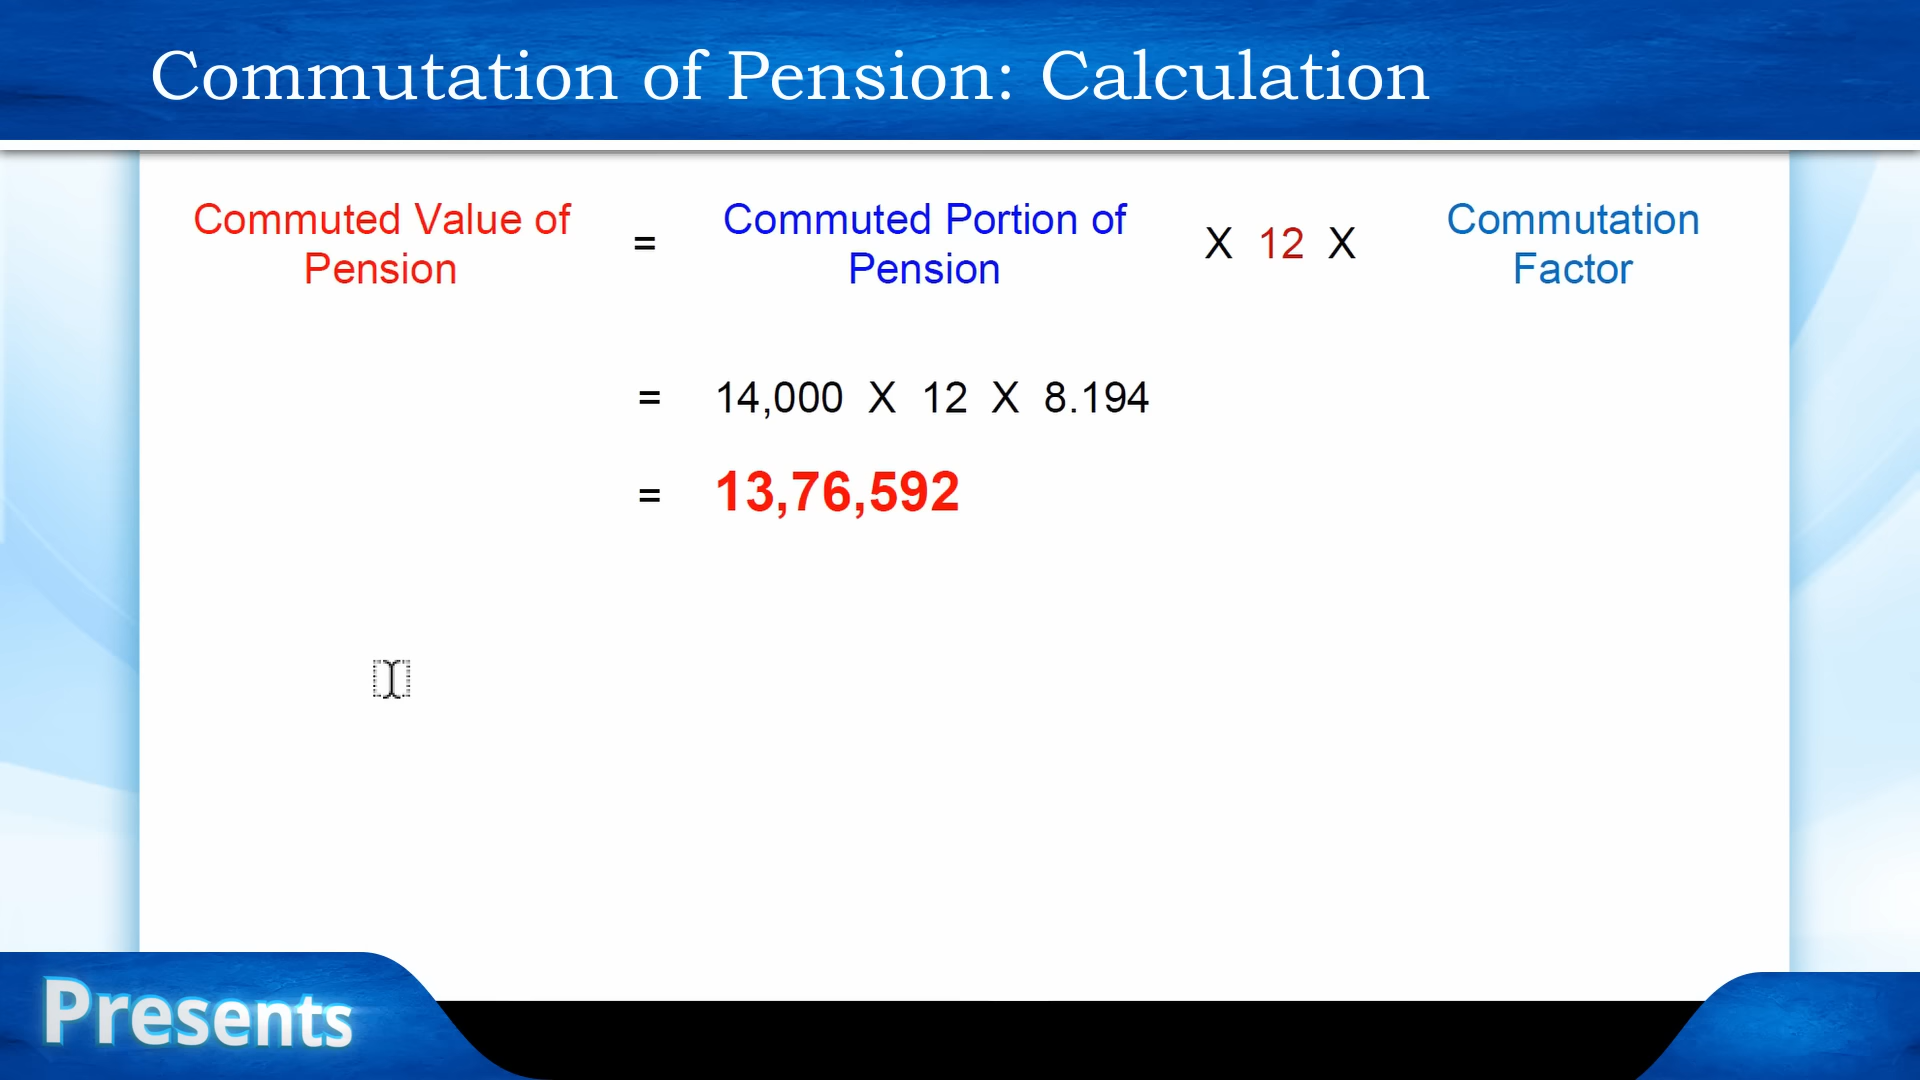 Commutation of Pension: Calculation
Commuted Value of Pension = Commuted Portion of Pension X 12 X Commutation Factor
= 14,000 X 12 X 8.194
= 13,76,592
Presents